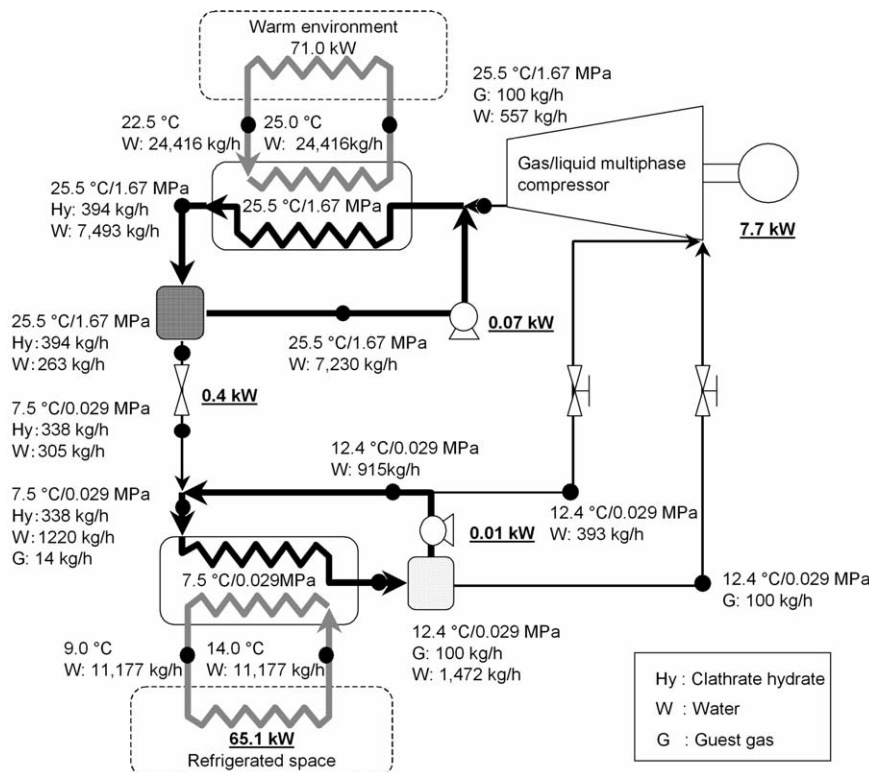 Warm environment
71.0 kW
25.5 °C/1.67 MPa
G: 100 kg/h
W: 557 kg/h
22.5 °C
W: 24,416 kg/h
25.0 °C
W: 24,416kg/h
Gas/liquid multiphase
compressor
7.7 kW
25.5 °C/1.67 MPa
Hy: 394 kg/h
W: 7,493 kg/h
25.5 °C/1.67 MPa
0.07 kW
25.5 °C/1.67 MPa
W: 7,230 kg/h
25.5 °C/1.67 MPa
Hy: 394 kg/h
W: 263 kg/h
0.4 kW
7.5 °C/0.029 MPa
Hy: 338 kg/h
W: 305 kg/h
12.4 °C/0.029 MPa
W: 915kg/h
7.5 °C/0.029 MPa
Hy: 338 kg/h
W: 1220 kg/h
G: 14 kg/h
0.01 kW
12.4 °C/0.029 MPa
W: 393 kg/h
7.5 °C/0.029MPa
12.4 °C/0.029 MPa
G: 100 kg/h
9.0 °C
W: 11,177 kg/h
14.0 °C
W: 11,177 kg/h
12.4 °C/0.029 MPa
G: 100 kg/h
W: 1,472 kg/h
65.1 kW
Refrigerated space
Hy : Clathrate hydrate
W : Water
G : Guest gas